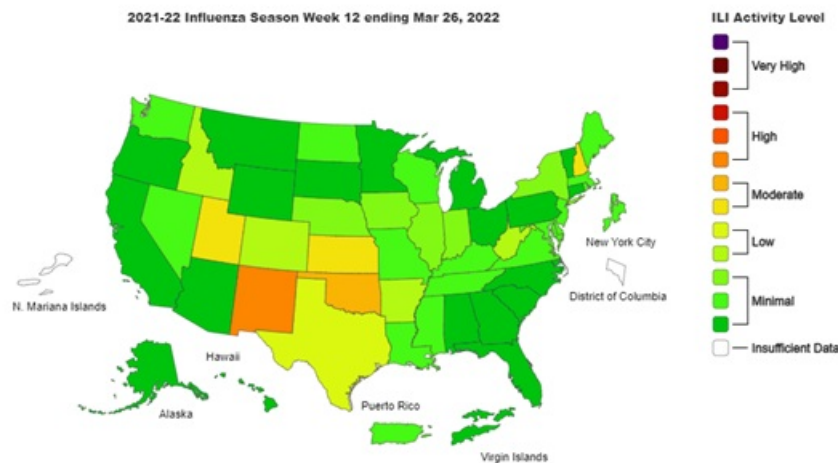 2021-22 Influenza Season Week 12 ending Mar 26, 2022
ILI Activity Level
Very High
High
Moderate
Low
Minimal
Insufficient Data
New York City
District of Columbia
N. Mariana Islands
Hawaii
Alaska
Puerto Rico
Virgin Islands